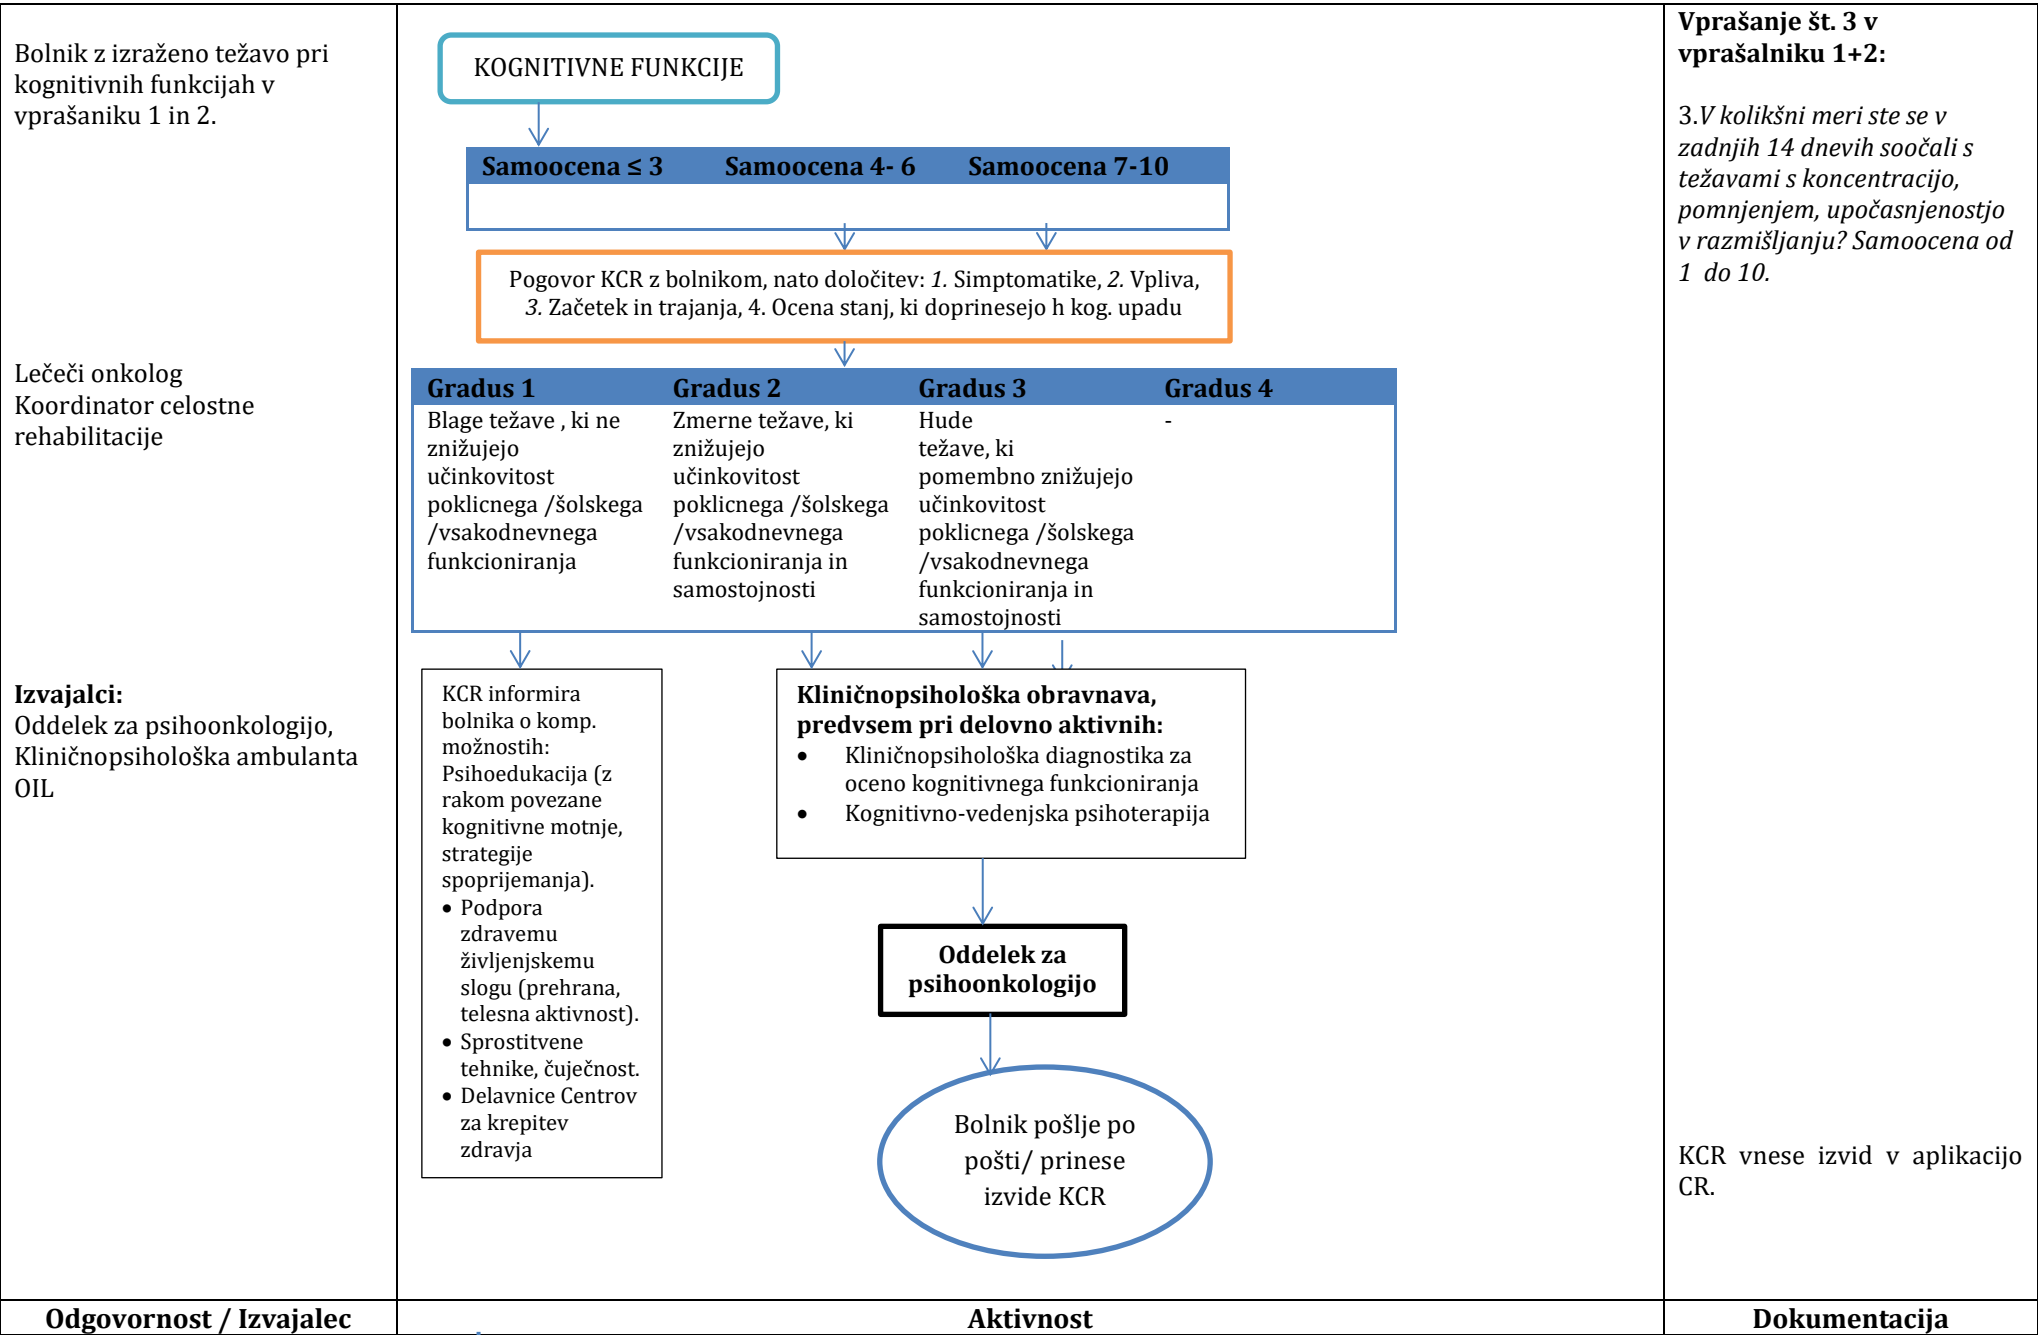 Bolnik z izraženo težavo pri
kognitivnih funkcijah v
vprašaniku 1 in 2.
Lečeči onkolog
Koordinator celostne
rehabilitacije
Izvajalci:
Oddelek za psihoonkologijo,
Kliničnopsihološka ambulanta
OIL
KOGNITIVNE FUNKCIJE
Samoocena ≤ 3 Samoocena 4- 6 Samoocena 7-10
Pogovor KCR z bolnikom, nato določitev: 1. Simptomatike, 2. Vpliva,
3. Začetek in trajanja, 4. Ocena stanj, ki doprinesejo h kog. upadu
Gradus 1
Blage težave , ki ne
znižujejo
učinkovitost
poklicnega /šolskega
/vsakodnevnega
funkcioniranja
Gradus 2
Zmerne težave, ki
znižujejo
učinkovitost
poklicnega /šolskega
/vsakodnevnega
funkcioniranja in
samostojnosti
Gradus 3
Hude
težave, ki
pomembno znižujejo
učinkovitost
poklicnega /šolskega
/vsakodnevnega
funkcioniranja in
samostojnosti
Gradus 4
-
KCR informira
bolnika o komp.
možnostih:
Psihoedukacija (z
rakom povezane
kognitivne motnje,
strategije
spoprijemanja).
• Podpora
zdravemu
življenjskemu
slogu (prehrana,
telesna aktivnost).
• Sprostitvene
tehnike, čuječnost.
• Delavnice Centrov
za krepitev
zdravja
Kliničnopsihološka obravnava,
predvsem pri delovno aktivnih:
• Kliničnopsihološka diagnostika za
oceno kognitivnega funkcioniranja
• Kognitivno-vedenjska psihoterapija
Oddelek za
psihoonkologijo
Bolnik pošlje po
pošti/ prinese
izvide KCR
Vprašanje št. 3 v
vprašalniku 1+2:
3.V kolikšni meri ste se v
zadnjih 14 dnevih soočali s
težavami s koncentracijo,
pomnjenjem, upočasnjenostjo
v razmišljanju? Samoocena od
1 do 10.
KCR vnese izvid v aplikacijo
CR.
Odgovornost / Izvajalec Aktivnost Dokumentacija